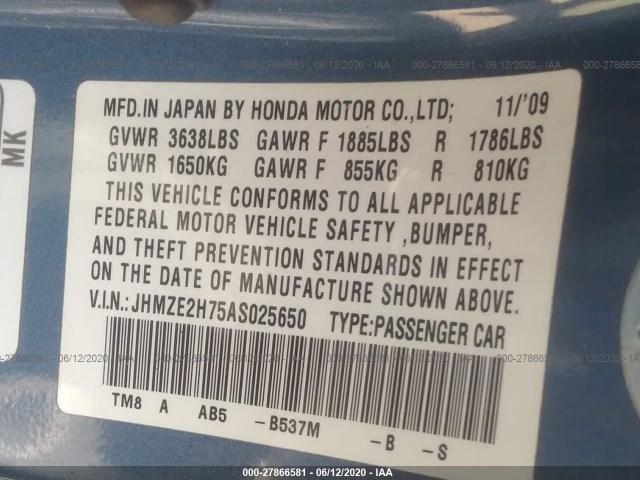 000-27866581 - 06/12/2020 - IAA
MK
MFD.IN JAPAN BY HONDA MOTOR CO.,LTD; 11/'09
GVWR 3638LBS GAWR F 1885LBS R 1786LBS
GVWR 1650KG GAWR F 855KG R 810KG
THIS VEHICLE CONFORMS TO ALL APPLICABLE
FEDERAL MOTOR VEHICLE SAFETY ,BUMPER,
AND THEFT PREVENTION STANDARDS IN EFFECT
ON THE DATE OF MANUFACTURE SHOWN ABOVE.
V.I.N.:JHMZE2H75AS025650 TYPE:PASSENGER CAR
TM8 A AB5 -B537M -B -S
000-27866581 - 06/12/2020 - IAA